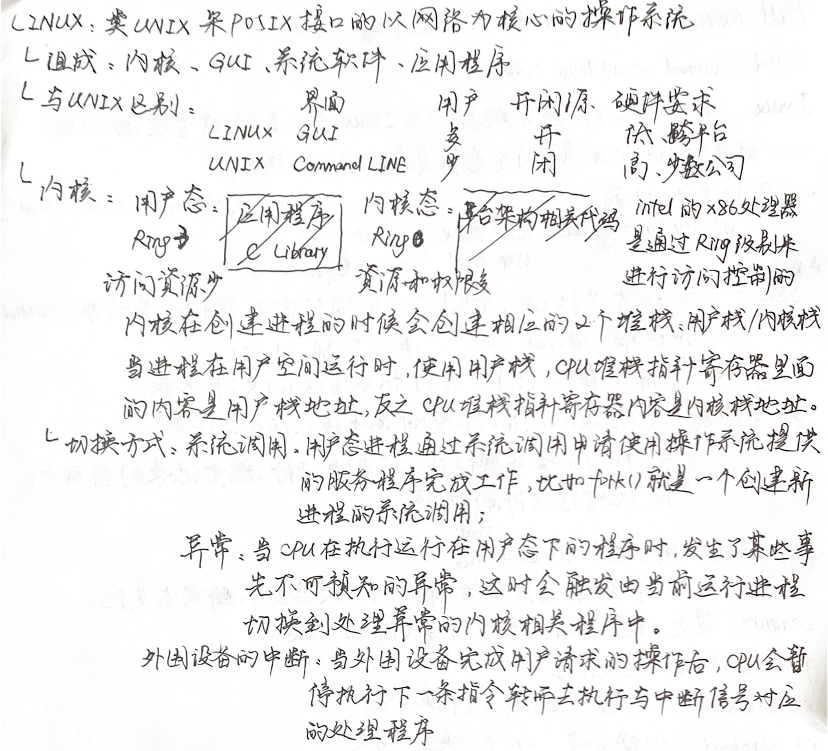 LINUX：类UNIX 采POSIX接口的以网络为核心的操作系统
└组成：内核、GUI、系统软件、应用程序
└与UNIX区别： 界面 用户 开闭源 硬件要求
LINUX GUI 多 开 低、跨平台
UNIX Command LINE 少 闭 高、少数公司
└内核：用户态： 应用程序 内核态： 平台架构相关代码 intel的x86处理器
Ring3 C Library Ring0 是通过Ring级别来
访问资源少 资源和权限多 进行访问控制的
内核在创建进程的时候会创建相应的2个堆栈：用户栈/内核栈
当进程在用户空间运行时，使用用户栈，CPU堆栈指针寄存器里面
的内容是用户栈地址，反之CPU堆栈指针寄存器内容是内核栈地址。
└切换方式：系统调用。用户态进程通过系统调用申请使用操作系统提供
的服务程序完成工作，比如fork()就是一个创建新
进程的系统调用；
异常：当CPU在执行运行在用户态下的程序时，发生了某些事
先不可预知的异常，这时会触发由当前运行进程
切换到处理异常的内核相关程序中。
外围设备的中断：当外围设备完成用户请求的操作后，CPU会暂
停执行下一条指令转而去执行与中断信号对应
的处理程序